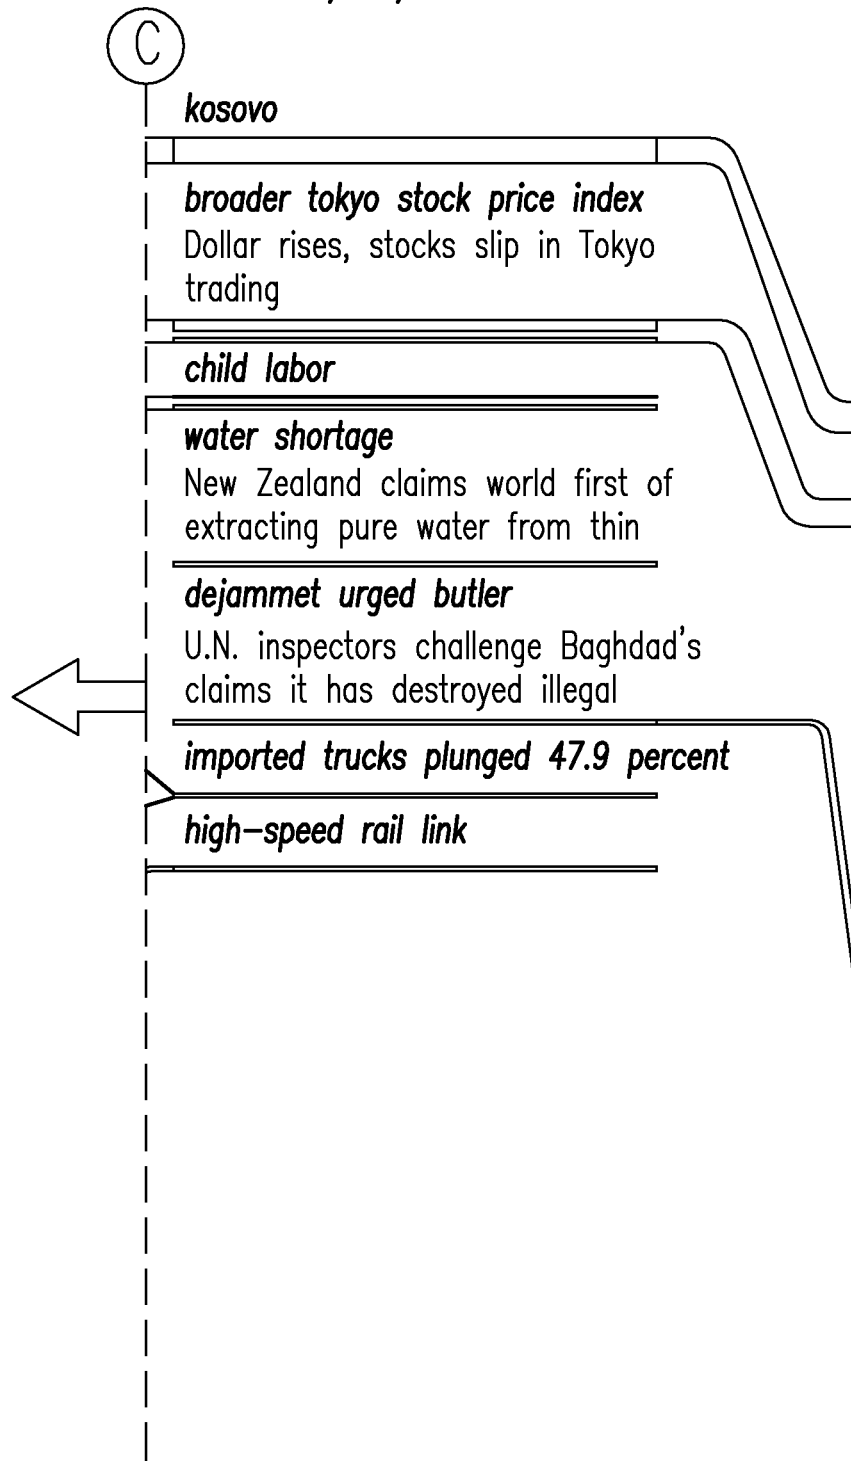 C
kosovo
broader tokyo stock price index
Dollar rises, stocks slip in Tokyo
trading
child labor
water shortage
New Zealand claims world first of
extracting pure water from thin
dejammet urged butler
U.N. inspectors challenge Baghdad's
claims it has destroyed illegal
imported trucks plunged 47.9 percent
high-speed rail link